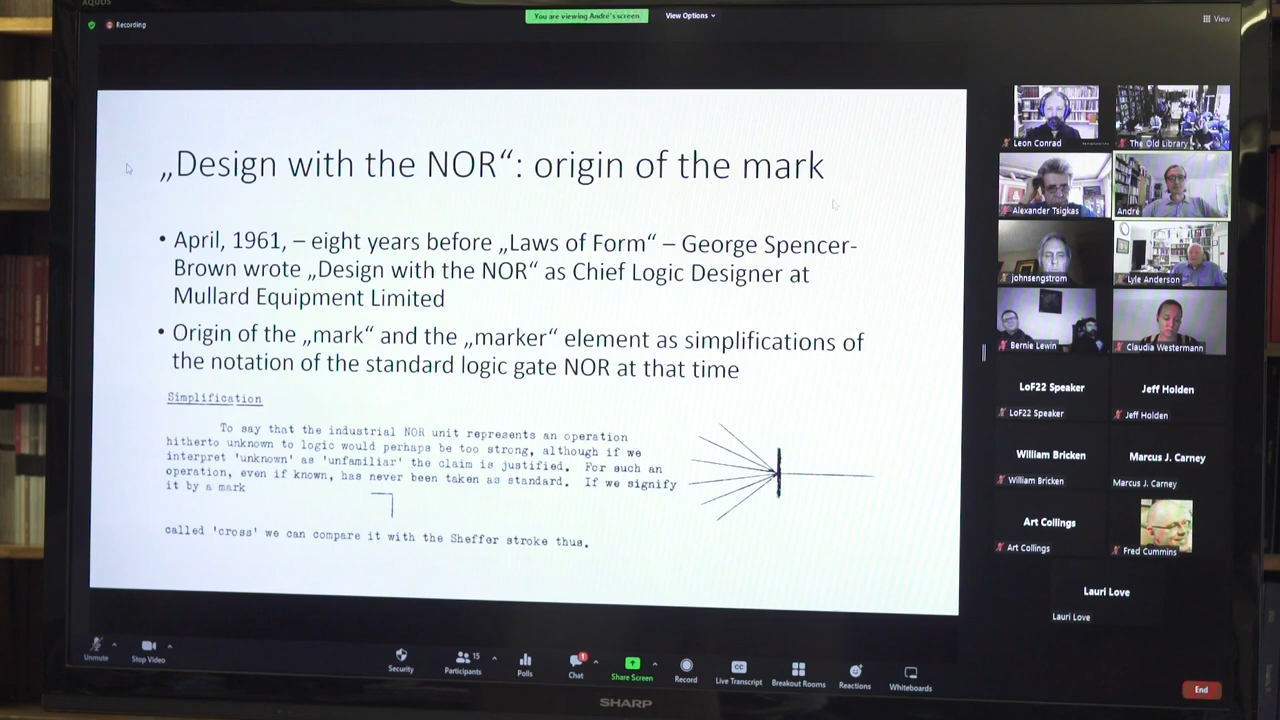 AQUOS
Recording
You are viewing André's screen
View Options
View
„Design with the NOR“: origin of the mark
• April, 1961, – eight years before „Laws of Form“ – George Spencer-
Brown wrote „Design with the NOR“ as Chief Logic Designer at
Mullard Equipment Limited
• Origin of the „mark“ and the „marker“ element as simplifications of
the notation of the standard logic gate NOR at that time
Simplification
To say that the industrial NOR unit represents an operation
hitherto unknown to logic would perhaps be too strong, although if we
interpret 'unknown' as 'unfamiliar' the claim is justified. For such an
operation, even if known, has never been taken as standard. If we signify
it by a mark
called 'cross' we can compare it with the Sheffer stroke thus.
Leon Conrad
The Old Library
Alexander Tsigkas
André
johnsengstrom
Lyle Anderson
Bernie Lewin
Claudia Westermann
LoF22 Speaker
LoF22 Speaker
Jeff Holden
Jeff Holden
William Bricken
William Bricken
Marcus J. Carney
Marcus J. Carney
Art Collings
Art Collings
Fred Cummins
Lauri Love
Lauri Love
Unmute
Stop Video
Security
Participants
15
Polls
Chat
1
Share Screen
Record
CC
Live Transcript
Breakout Rooms
Reactions
Whiteboards
End
SHARP